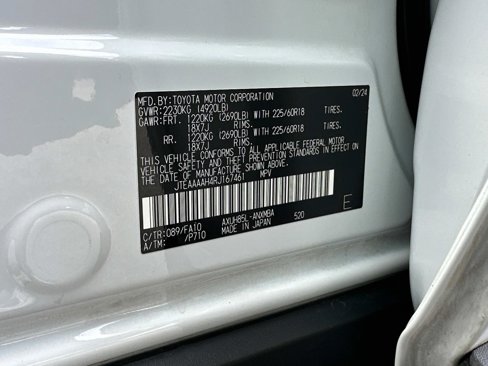 MFD. BY: TOYOTA MOTOR CORPORATION 02/24
GVWR: 2230KG (4920LB)
GAWR: FRT. 1220KG (2690LB) WITH 225/60R18 TIRES.
18X7J RIMS.
RR. 1220KG (2690LB) WITH 225/60R18 TIRES.
18X7J RIMS.
THIS VEHICLE CONFORMS TO ALL APPLICABLE FEDERAL MOTOR
VEHICLE SAFETY AND THEFT PREVENTION STANDARDS IN EFFECT ON
THE DATE OF MANUFACTURE SHOWN ABOVE.
JTEAAAAH4RJ167461 MPV
C/TR: 089/FA10 AXUH85L-ANXMBA 520 E
A/TM: /P710 MADE IN JAPAN